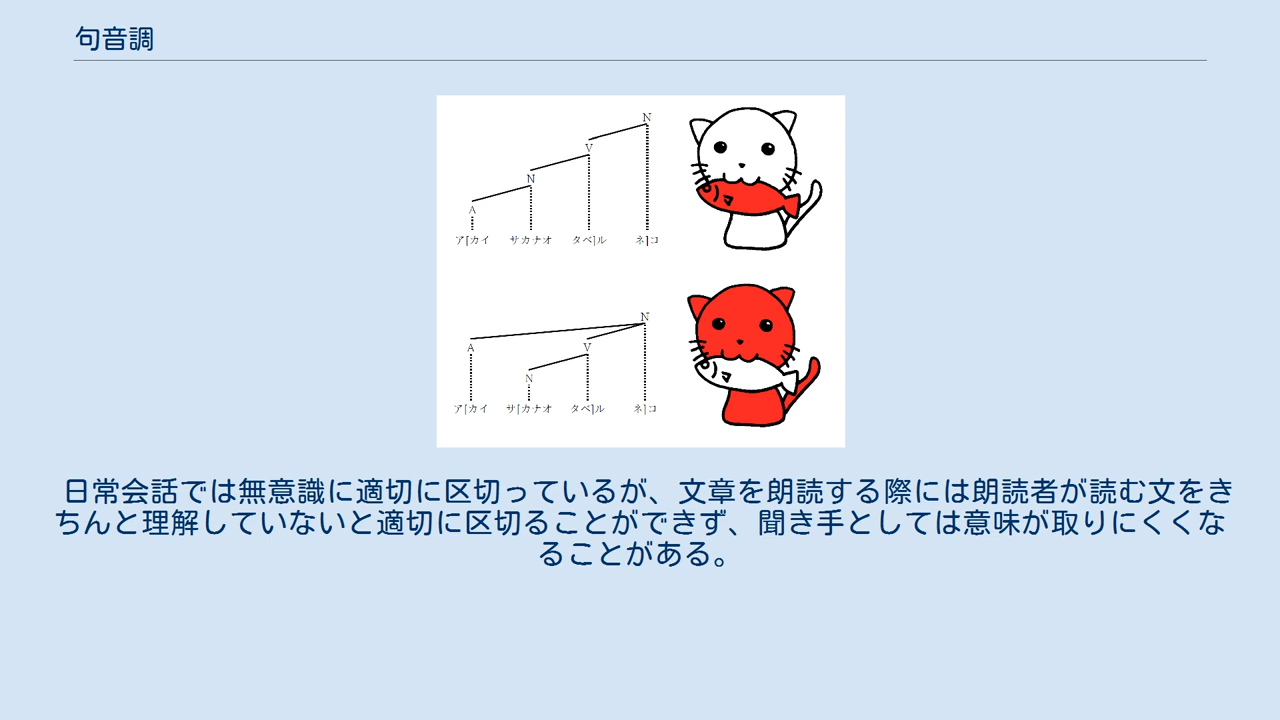 句音調
N
V
N
A
ア[カイ サカナオ タベ]ル ネ]コ
N
A V
N
ア[カイ サ[カナオ タベ]ル ネ]コ
日常会話では無意識に適切に区切っているが、文章を朗読する際には朗読者が読む文をき
ちんと理解していないと適切に区切ることができず、聞き手としては意味が取りにくくな
ることがある。